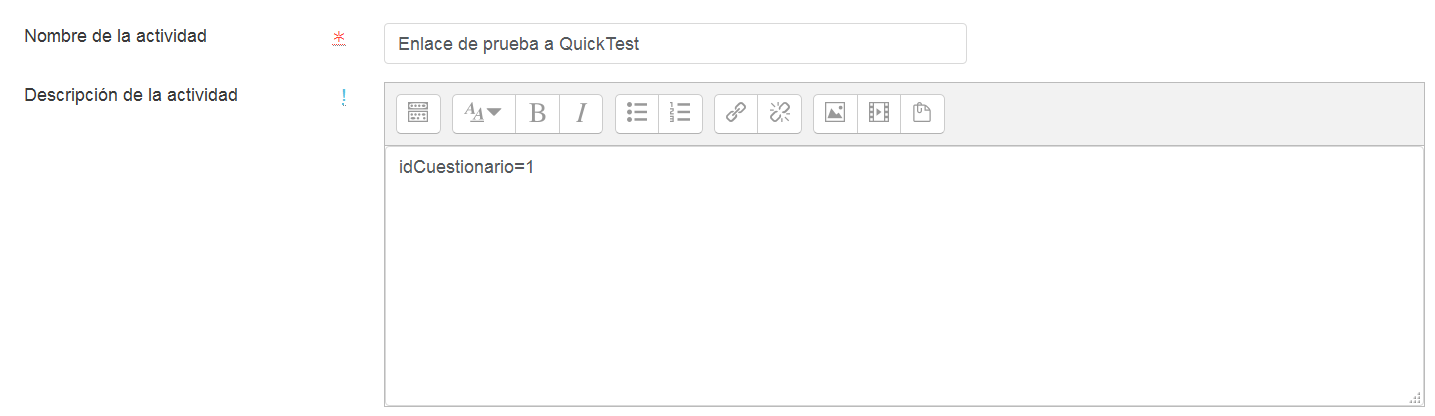 Nombre de la actividad
Enlace de prueba a QuickTest
Descripción de la actividad
idCuestionario=1